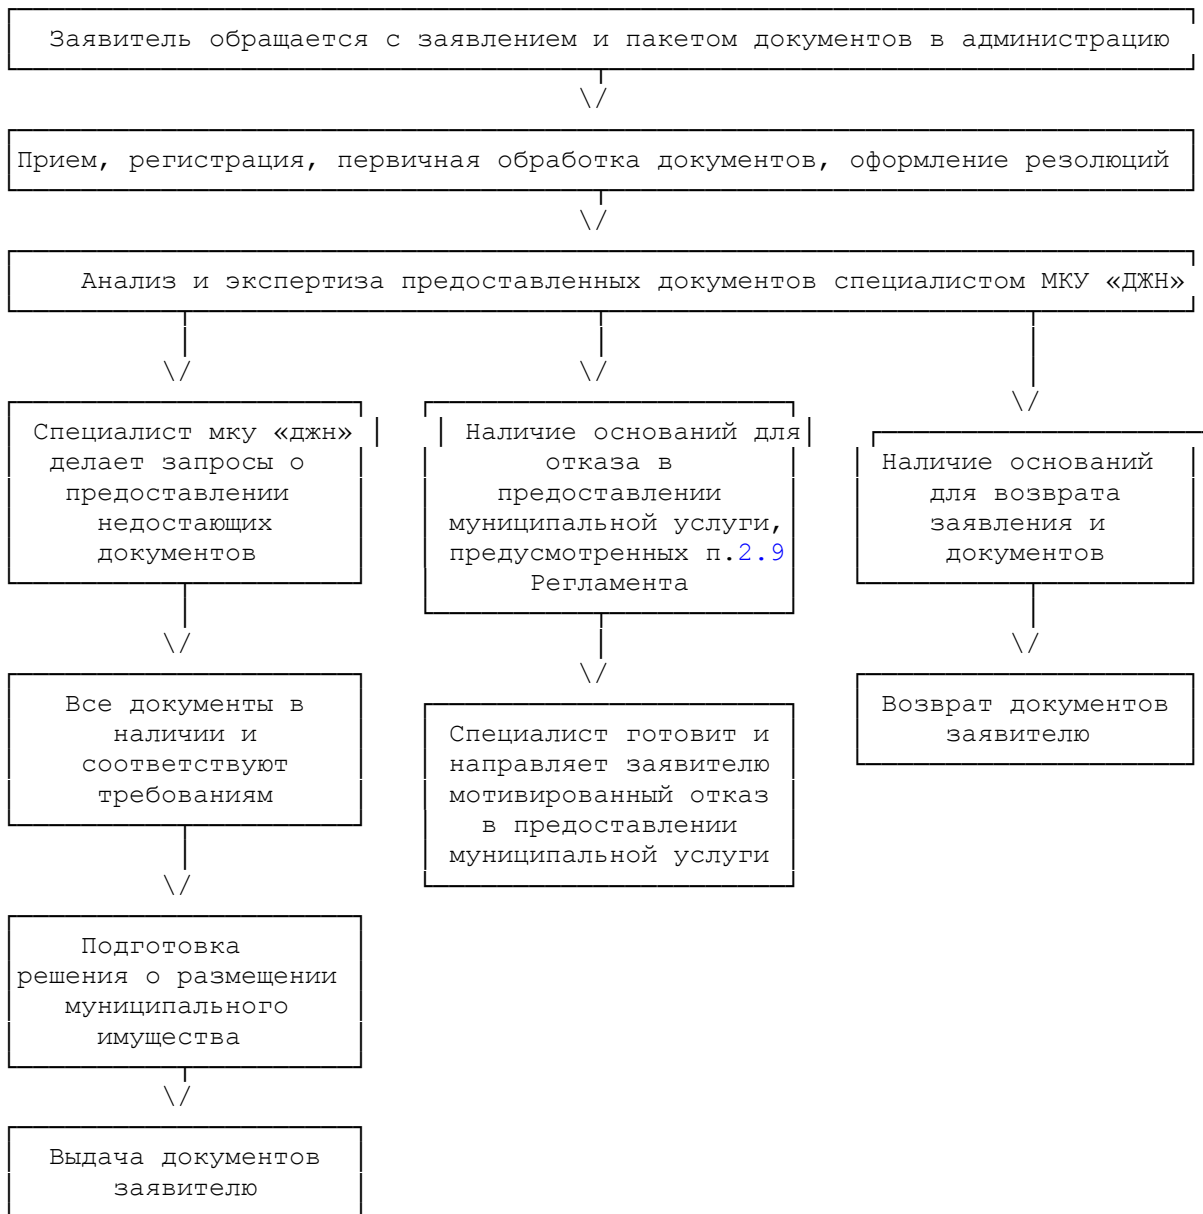 Заявитель обращается с заявлением и пакетом документов в администрацию
Прием, регистрация, первичная обработка документов, оформление резолюций
Анализ и экспертиза предоставленных документов специалистом МКУ «ДЖН»
Специалист мку «джн»
делает запросы о
предоставлении
недостающих
документов
Наличие оснований для
отказа в
предоставлении
муниципальной услуги,
предусмотренных п.2.9
Регламента
Наличие оснований
для возврата
заявления и
документов
Все документы в
наличии и
соответствуют
требованиям
Специалист готовит и
направляет заявителю
мотивированный отказ
в предоставлении
муниципальной услуги
Возврат документов
заявителю
Подготовка
решения о размещении
муниципального
имущества
Выдача документов
заявителю